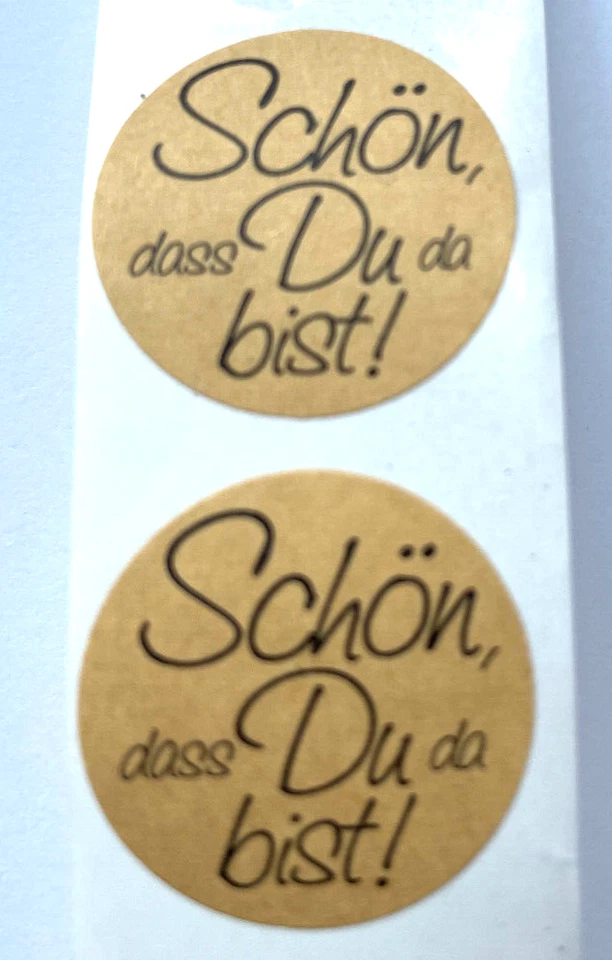 Schön,
dass Du da
bist!
Schön,
dass Du da
bist!